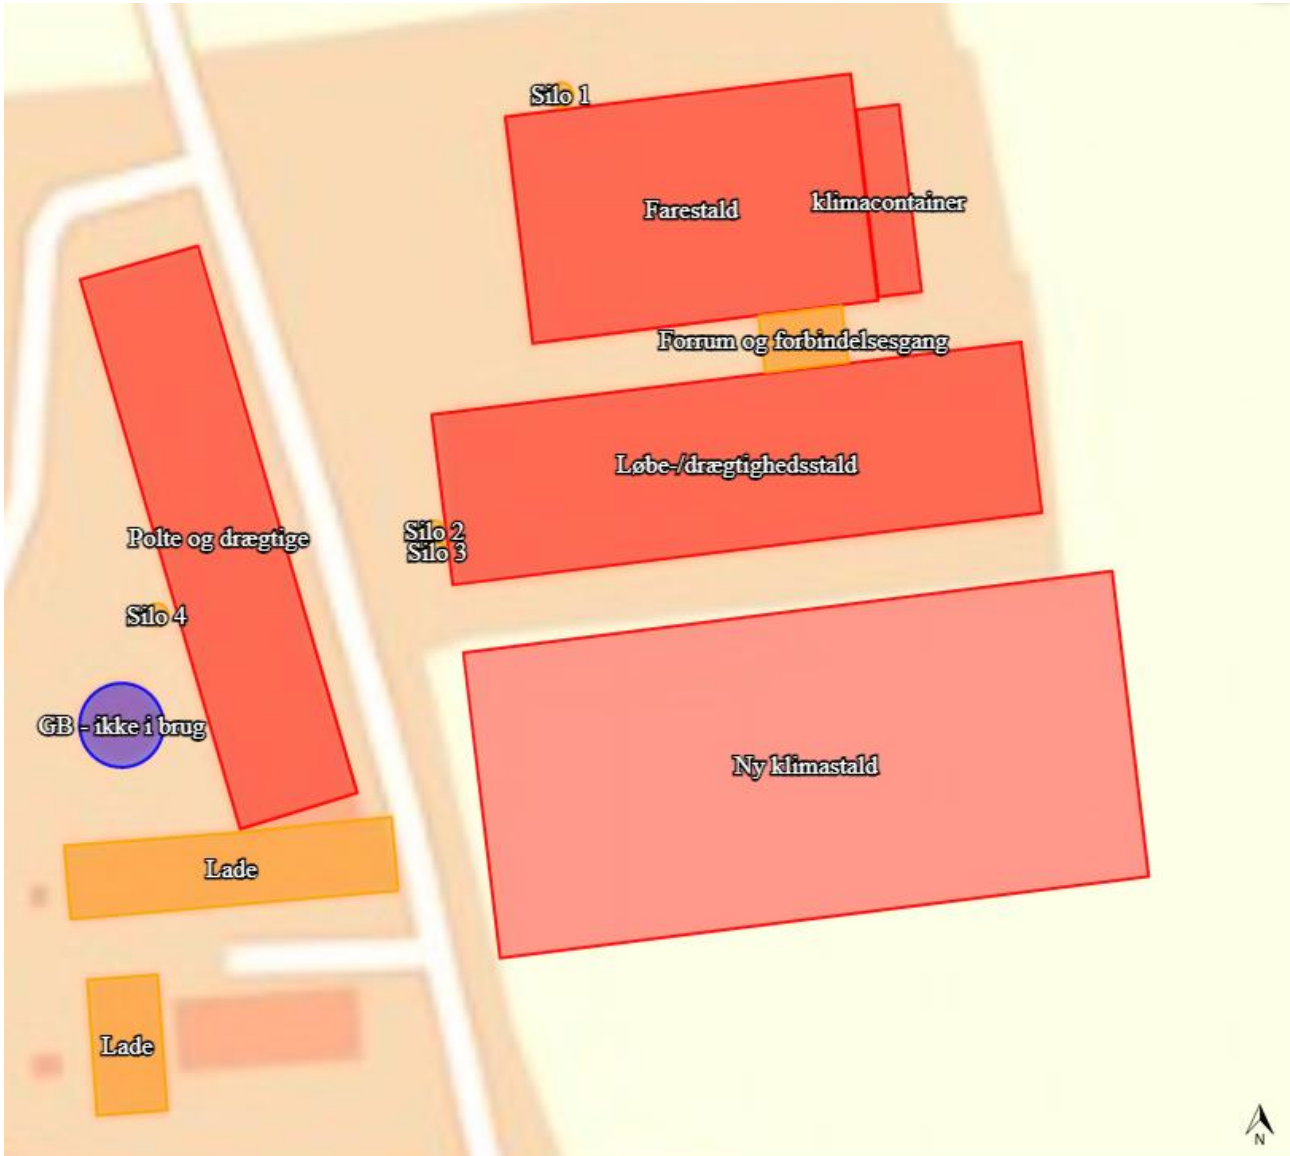 Silo 1
Farestald
klimacontainer
Forrum og forbindelsesgang
Løbe-/drægtighedsstald
Silo 2
Silo 3
Polte og drægtige
Silo 4
GB - ikke i brug
Ny klimastald
Lade
Lade
N